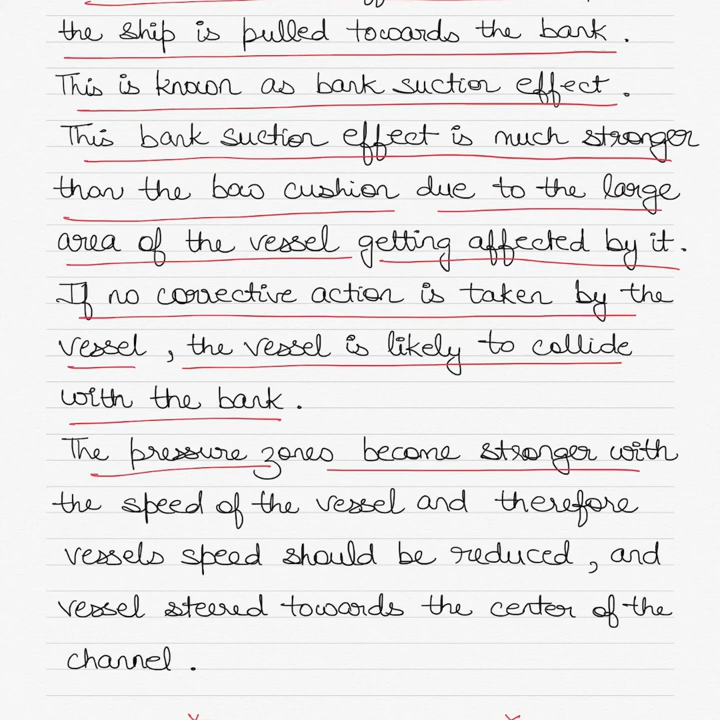 the ship is pulled towards the bank.
This is known as bank suction effect.
This bank suction effect is much stronger
than the bow cushion due to the large
area of the vessel getting affected by it.
If no corrective action is taken by the
vessel, the vessel is likely to collide
with the bank.
The pressure zones become stronger with
the speed of the vessel and therefore
vessels speed should be reduced, and
vessel steered towards the center of the
channel.